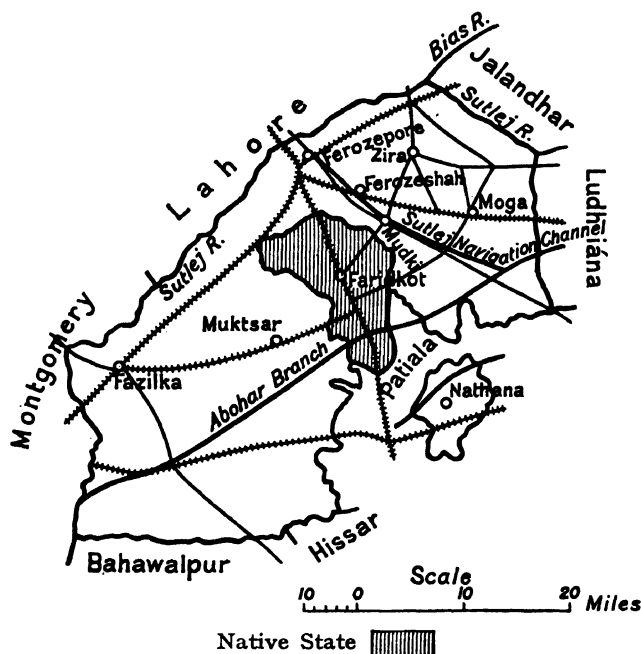 Bias R.
Jalandhar
Sutlej R.
Lahore
Ferozepore
Zira
Ferozeshah
Moga
Ludhiána
Sutlej Navigation Channel
Mudki
Sutlej R.
Faridkot
Montgomery
Muktsar
Fazilka
Abohar Branch
Patiala
Nathana
Hissar
Bahawalpur
Scale
10 0 10 20 Miles
Native State